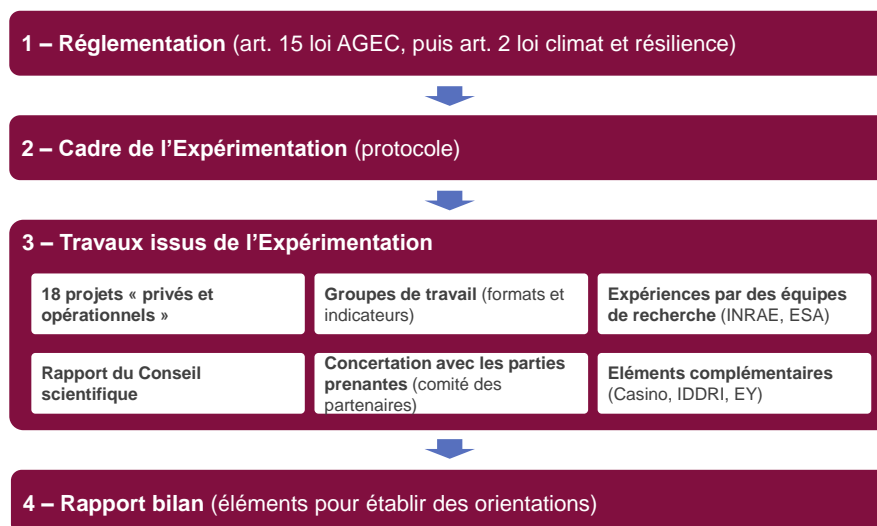 1 – Réglementation (art. 15 loi AGEC, puis art. 2 loi climat et résilience)
2 – Cadre de l’Expérimentation (protocole)
3 – Travaux issus de l’Expérimentation
18 projets « privés et
opérationnels »
Groupes de travail (formats et
indicateurs)
Expériences par des équipes
de recherche (INRAE, ESA)
Rapport du Conseil
scientifique
Concertation avec les parties
prenantes (comité des
partenaires)
Eléments complémentaires
(Casino, IDDRI, EY)
4 – Rapport bilan (éléments pour établir des orientations)